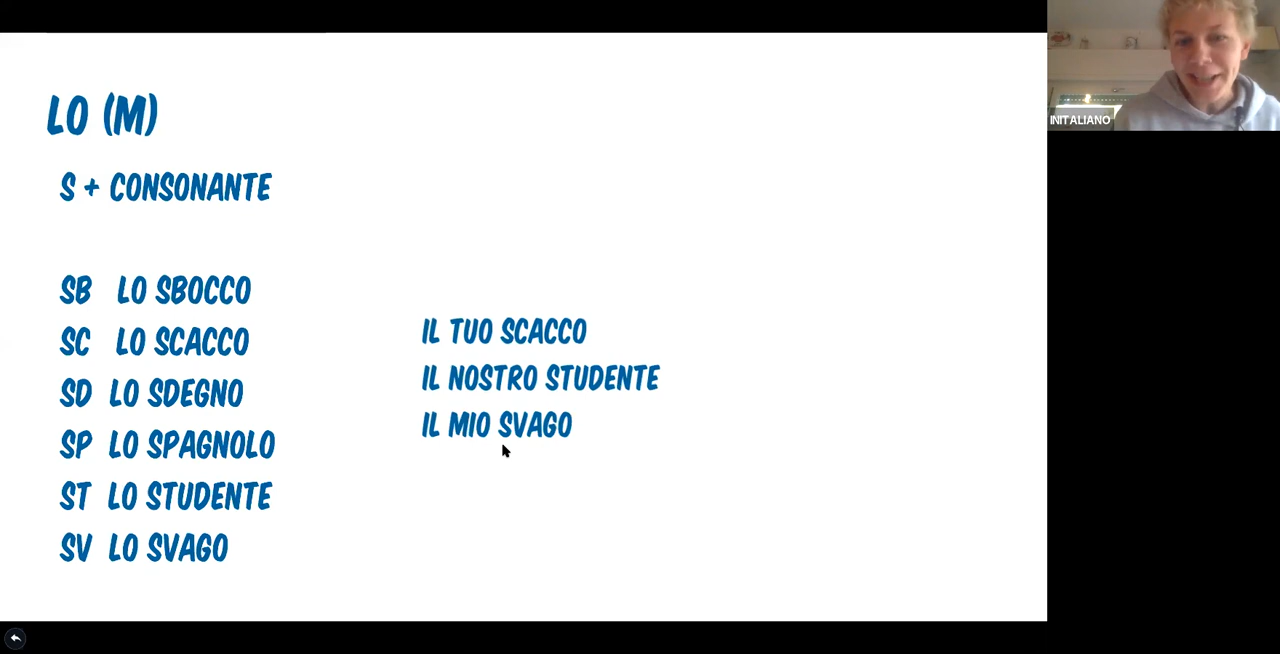 LO (M)
S + CONSONANTE
SB LO SBOCCO
SC LO SCACCO
SD LO SDEGNO
SP LO SPAGNOLO
ST LO STUDENTE
SV LO SVAGO
IL TUO SCACCO
IL NOSTRO STUDENTE
IL MIO SVAGO
INITALIANO